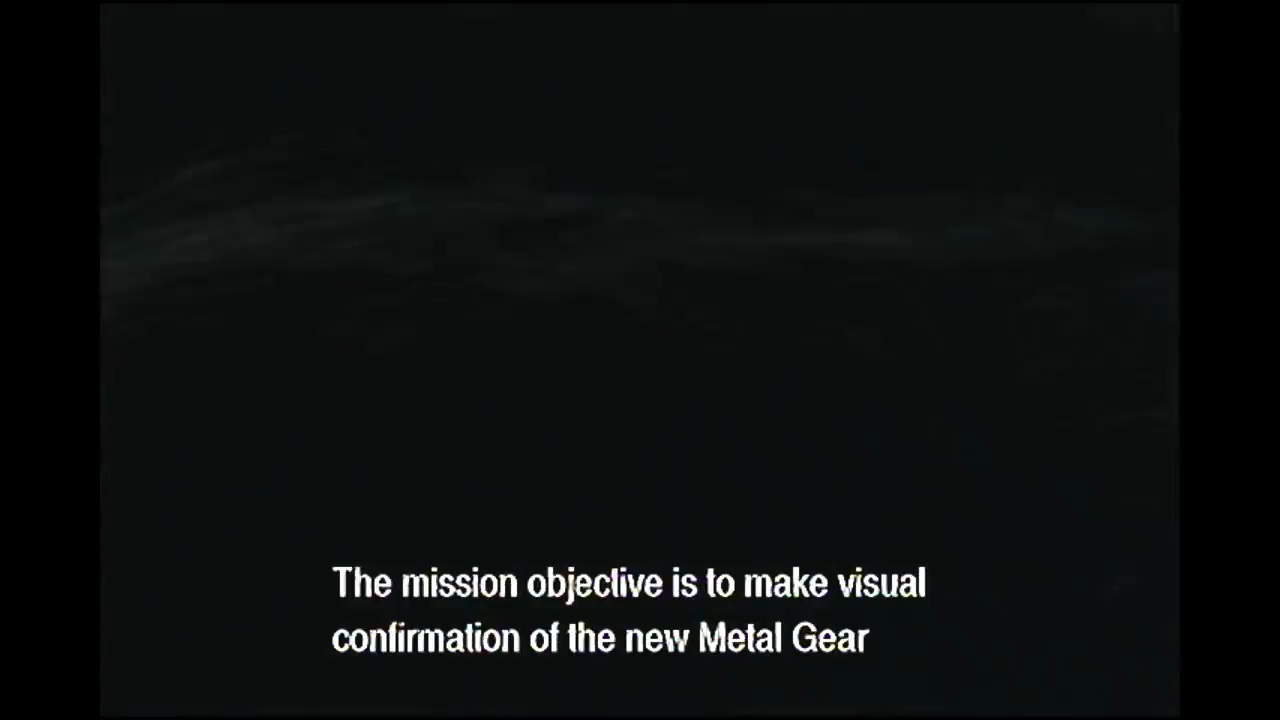 The mission objective is to make visual
confirmation of the new Metal Gear